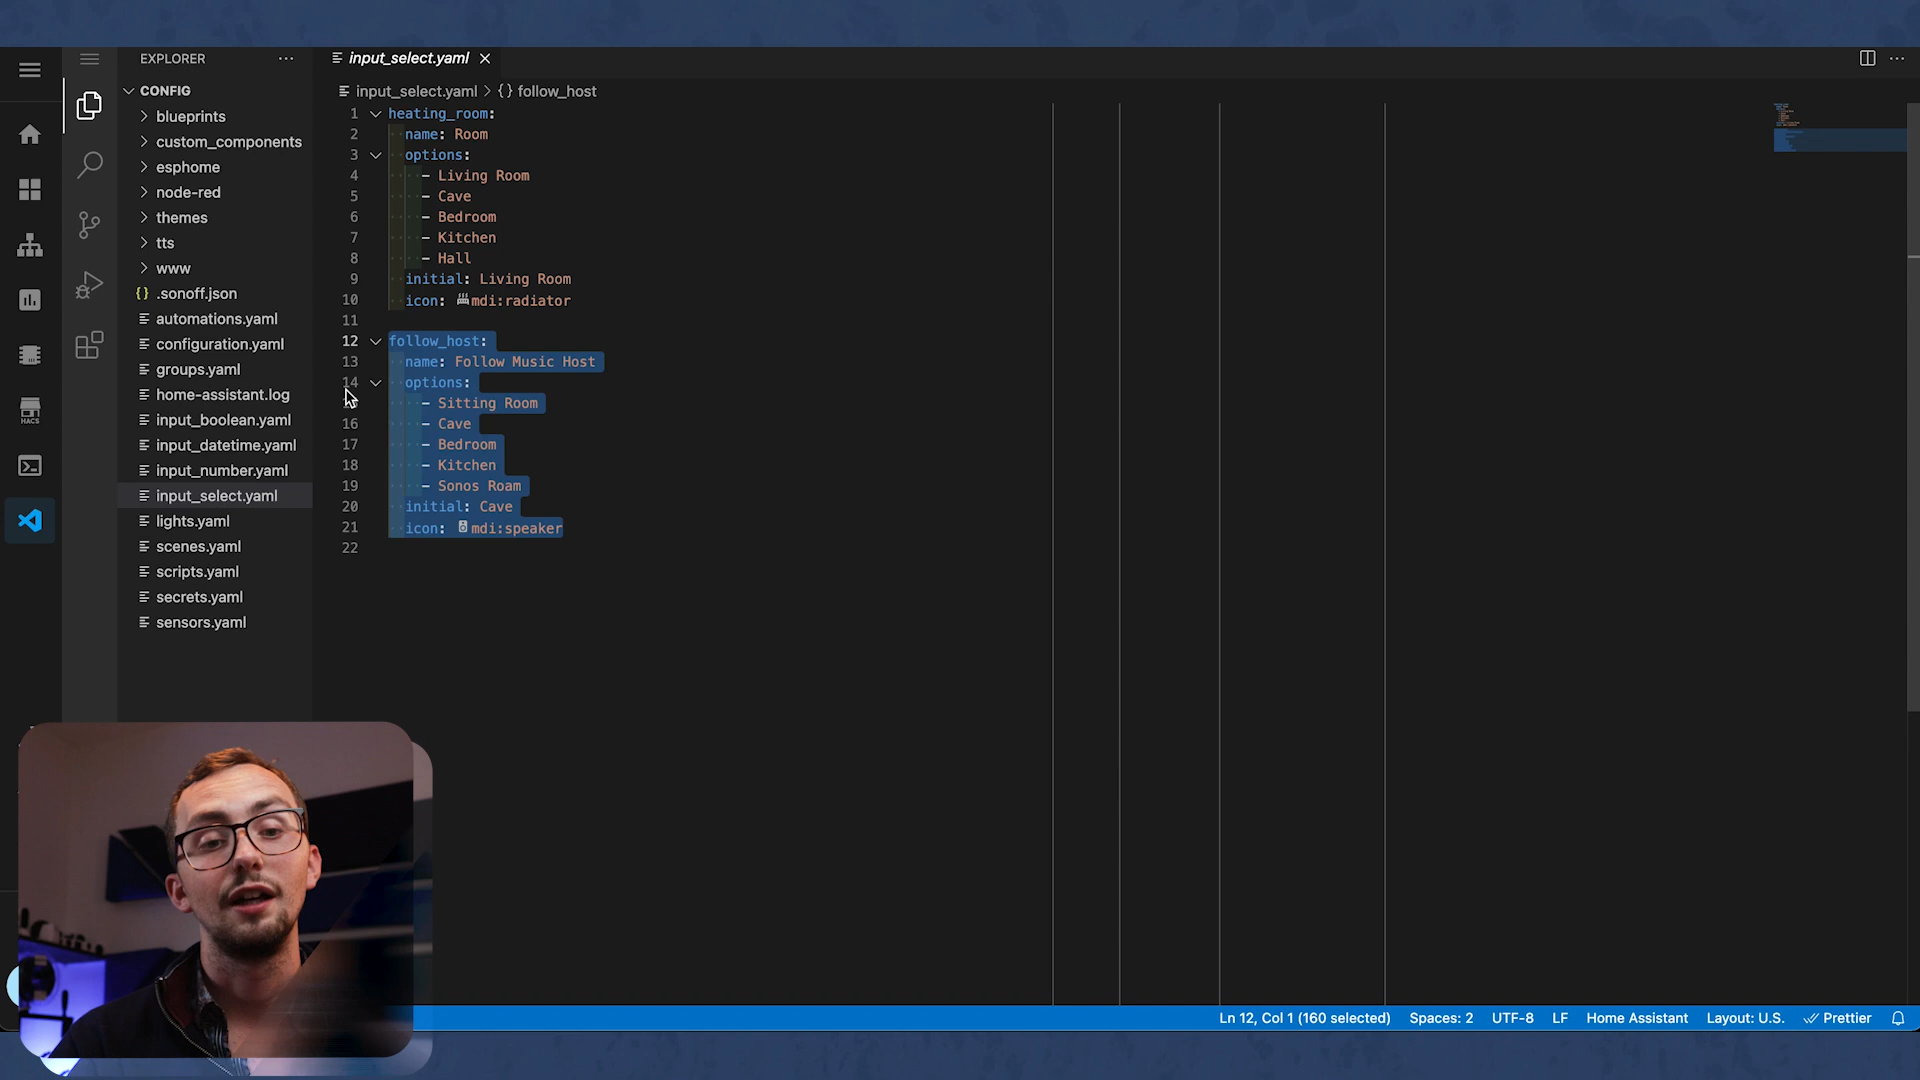 EXPLORER
CONFIG
blueprints
custom_components
esphome
node-red
themes
tts
www
{} .sonoff.json
automations.yaml
configuration.yaml
groups.yaml
home-assistant.log
input_boolean.yaml
input_datetime.yaml
input_number.yaml
input_select.yaml
lights.yaml
scenes.yaml
scripts.yaml
secrets.yaml
sensors.yaml
HACS
input_select.yaml
input_select.yaml > {} follow_host
1 heating_room:
2 name: Room
3 options:
4 - Living Room
5 - Cave
6 - Bedroom
7 - Kitchen
8 - Hall
9 initial: Living Room
10 icon: mdi:radiator
11
12 follow_host:
13 name: Follow Music Host
14 options:
- Sitting Room
16 - Cave
17 - Bedroom
18 - Kitchen
19 - Sonos Roam
20 initial: Cave
21 icon: mdi:speaker
22
Ln 12, Col 1 (160 selected) Spaces: 2 UTF-8 LF Home Assistant Layout: U.S. Prettier